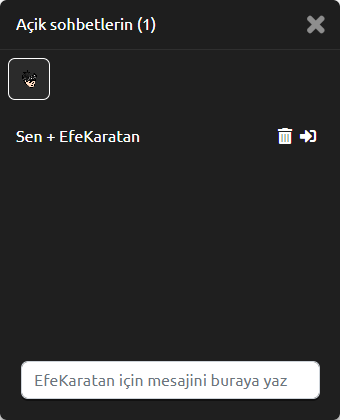 Açik sohbetlerin (1)
Sen + EfeKaratan
EfeKaratan için mesajini buraya yaz